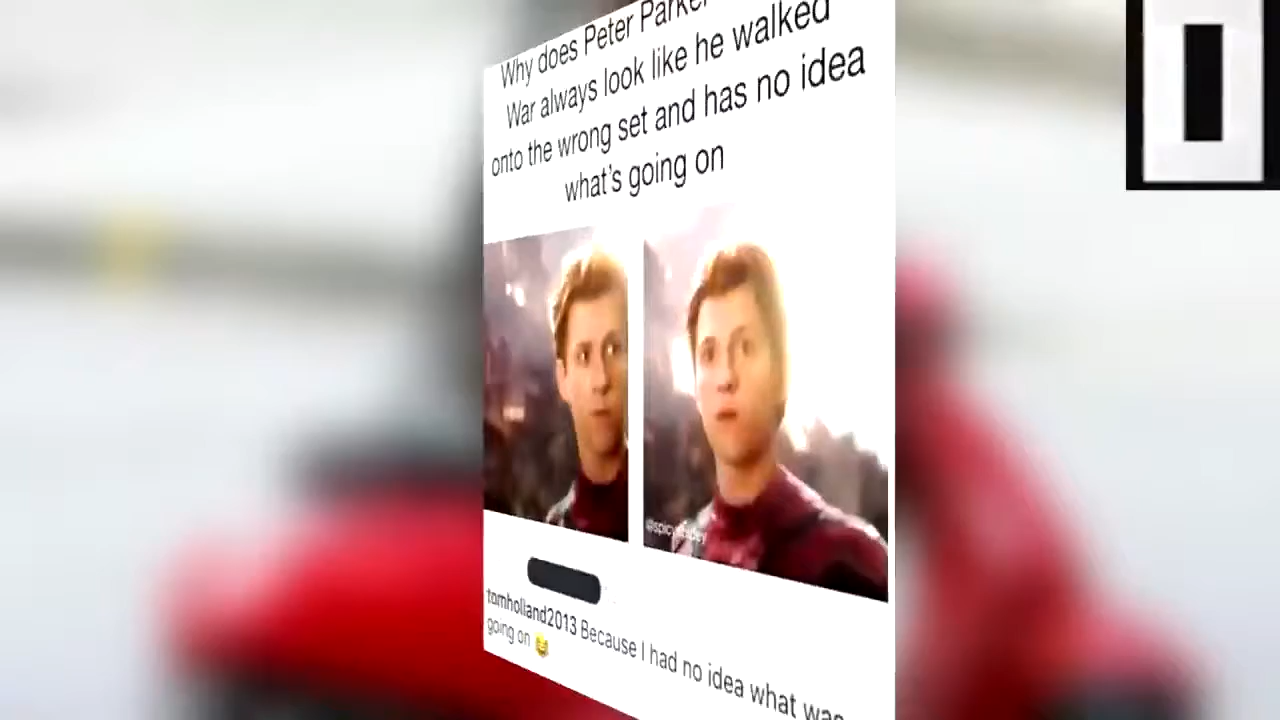 Why does Peter Parker
War always look like he walked
onto the wrong set and has no idea
what's going on
tomholland2013 Because I had no idea what was
going on